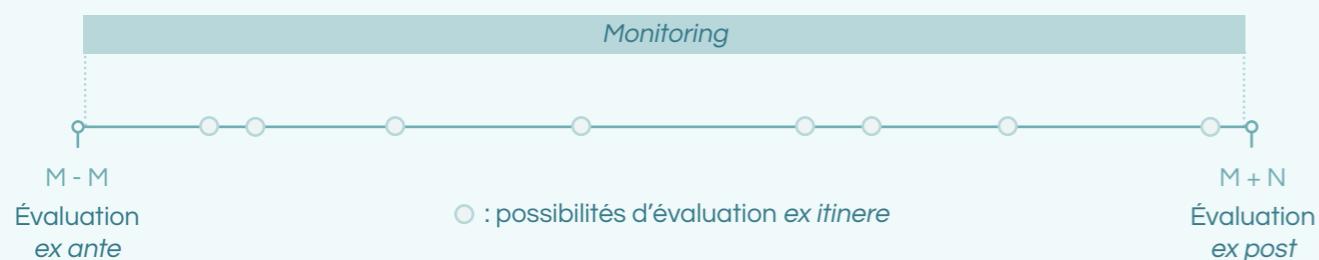 Monitoring
M - M
M + N
Évaluation
ex ante
: possibilités d'évaluation ex itinere
Évaluation
ex post